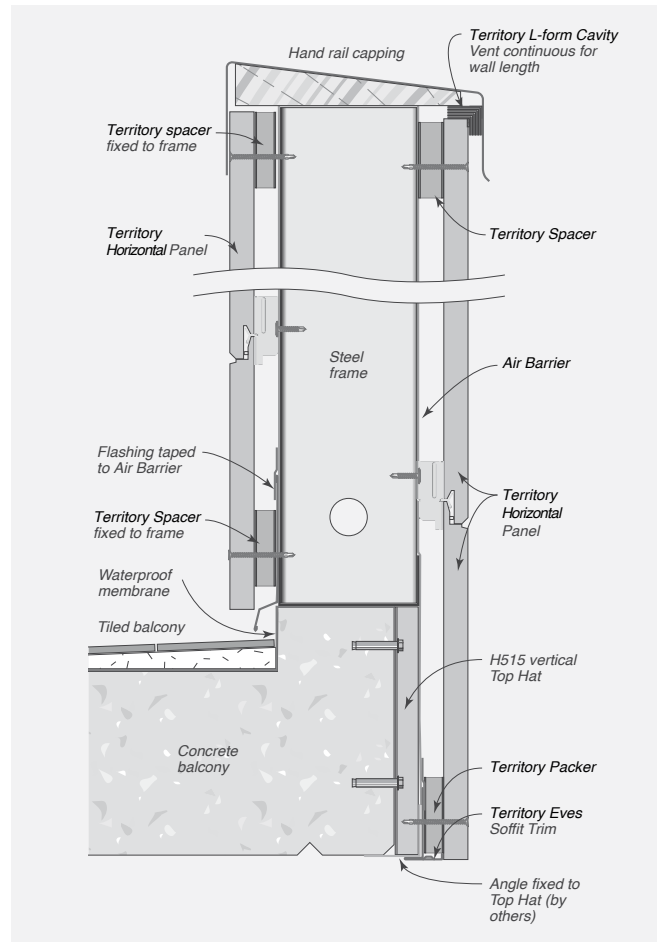 Hand rail capping
Territory L-form Cavity
Vent continuous for
wall length
Territory spacer
fixed to frame
Territory
Horizontal Panel
Territory Spacer
Steel
frame
Air Barrier
Flashing taped
to Air Barrier
Territory
Horizontal
Panel
Territory Spacer
fixed to frame
Waterproof
membrane
Tiled balcony
H515 vertical
Top Hat
Concrete
balcony
Territory Packer
Territory Eves
Soffit Trim
Angle fixed to
Top Hat (by
others)